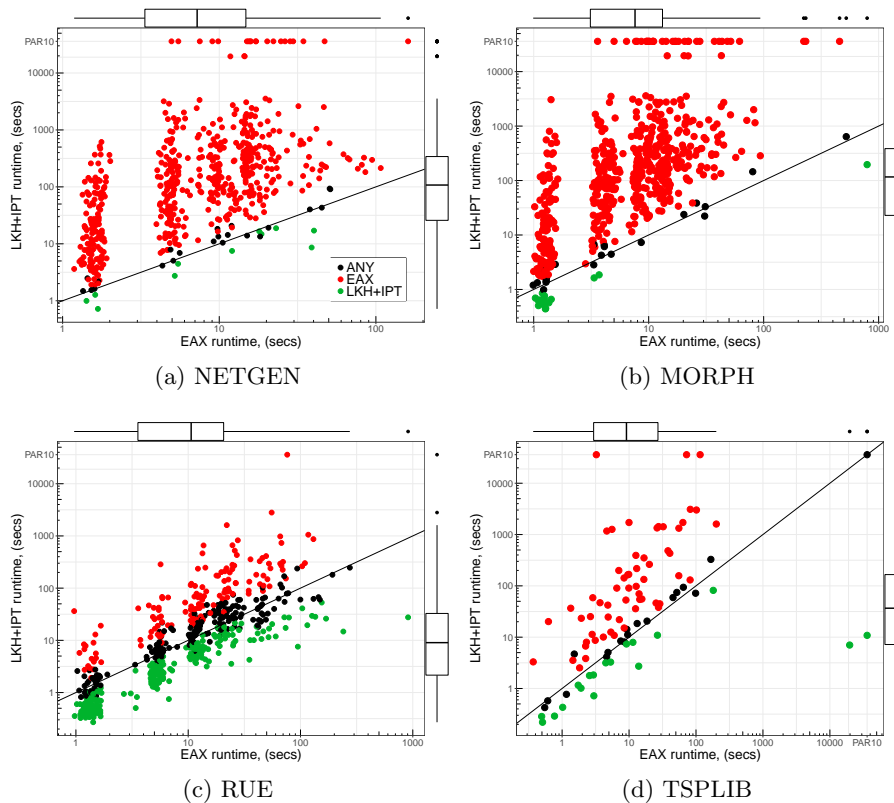 PAR10
10000
1000
100
10
1
LKH+IPT runtime, (secs)
ANY
EAX
LKH+IPT
1
10
100
EAX runtime, (secs)
(a) NETGEN
PAR10
10000
1000
100
10
1
LKH+IPT runtime, (secs)
1
10
100
1000
EAX runtime, (secs)
(b) MORPH
PAR10
10000
1000
100
10
1
LKH+IPT runtime, (secs)
1
10
100
1000
EAX runtime, (secs)
(c) RUE
PAR10
10000
1000
100
10
1
LKH+IPT runtime, (secs)
1
10
100
1000
10000
PAR10
EAX runtime, (secs)
(d) TSPLIB